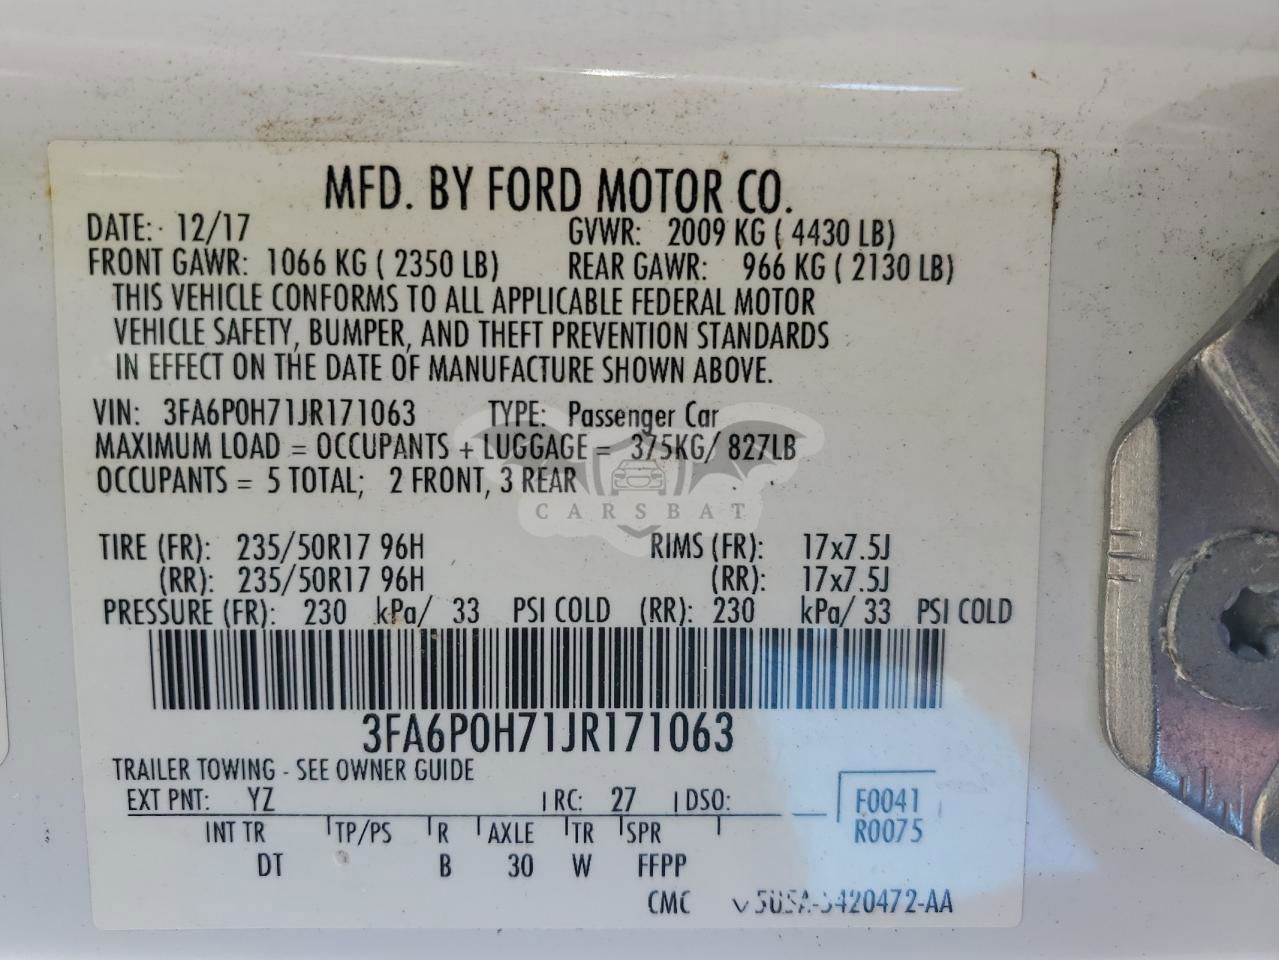 MFD. BY FORD MOTOR CO.
DATE: 12/17 GVWR: 2009 KG ( 4430 LB)
FRONT GAWR: 1066 KG ( 2350 LB) REAR GAWR: 966 KG ( 2130 LB)
THIS VEHICLE CONFORMS TO ALL APPLICABLE FEDERAL MOTOR
VEHICLE SAFETY, BUMPER, AND THEFT PREVENTION STANDARDS
IN EFFECT ON THE DATE OF MANUFACTURE SHOWN ABOVE.
VIN: 3FA6P0H71JR171063 TYPE: Passenger Car
MAXIMUM LOAD = OCCUPANTS + LUGGAGE = 375KG/ 827LB
OCCUPANTS = 5 TOTAL; 2 FRONT, 3 REAR
CARSBAT
TIRE (FR): 235/50R17 96H RIMS (FR): 17x7.5J
(RR): 235/50R17 96H (RR): 17x7.5J
PRESSURE (FR): 230 kPa/ 33 PSI COLD (RR): 230 kPa/ 33 PSI COLD
3FA6P0H71JR171063
TRAILER TOWING - SEE OWNER GUIDE
EXT PNT: YZ RC: 27 DSO: F0041
R0075
INT TR TP/PS R AXLE TR SPR
DT B 30 W FFPP
CMC